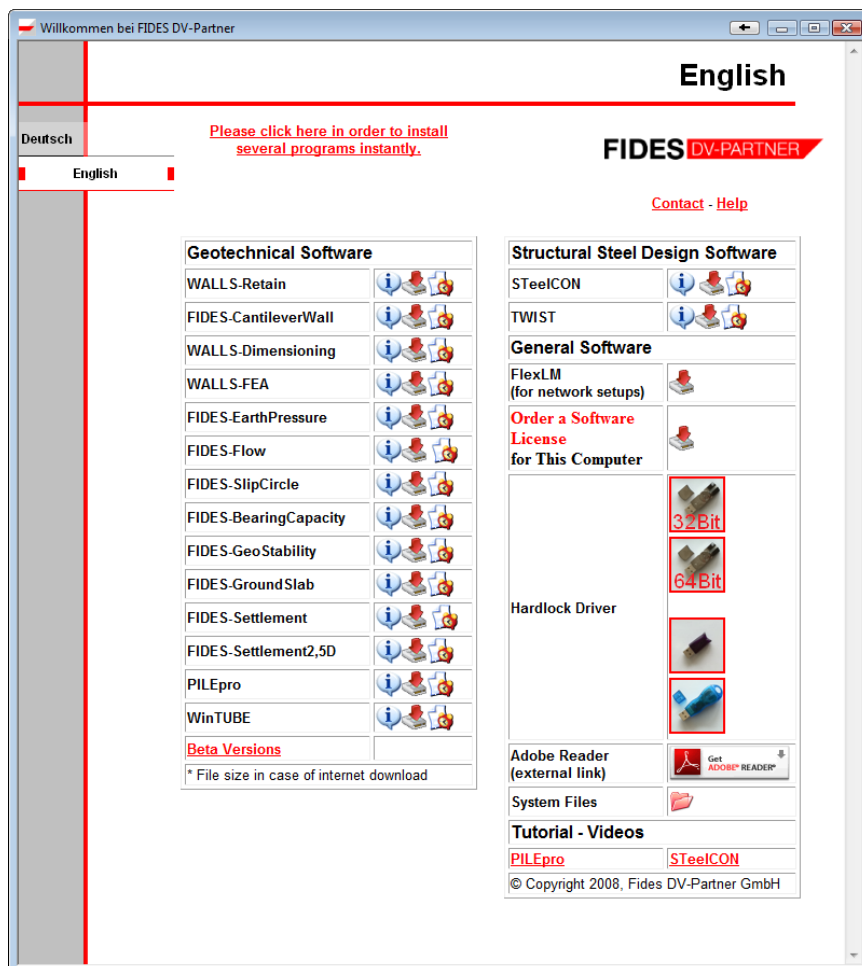 Willkommen bei FIDES DV-Partner
English
Deutsch
English
Please click here in order to install
several programs instantly.
FIDES DV-PARTNER
Contact - Help
Geotechnical Software
WALLS-Retain
FIDES-CantileverWall
WALLS-Dimensioning
WALLS-FEA
FIDES-EarthPressure
FIDES-Flow
FIDES-SlipCircle
FIDES-BearingCapacity
FIDES-GeoStability
FIDES-GroundSlab
FIDES-Settlement
FIDES-Settlement2,5D
PILEpro
WinTUBE
Beta Versions
* File size in case of internet download
Structural Steel Design Software
STeelCON
TWIST
General Software
FlexLM
(for network setups)
Order a Software
License
for This Computer
Hardlock Driver
32Bit
64Bit
Adobe Reader
(external link)
Get
ADOBE® READER®
System Files
Tutorial - Videos
PILEpro STeelCON
© Copyright 2008, Fides DV-Partner GmbH